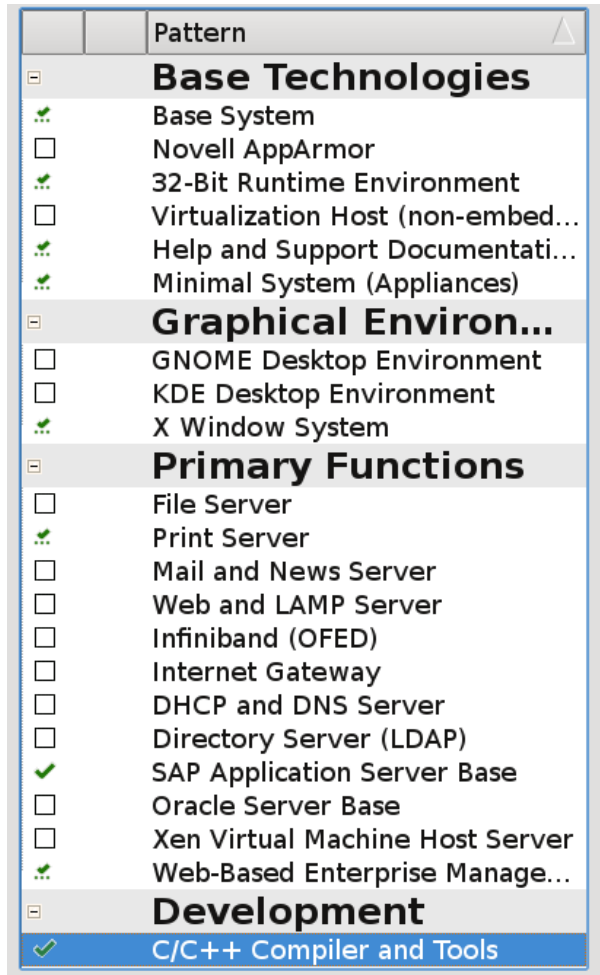 Pattern
Base Technologies
Base System
Novell AppArmor
32-Bit Runtime Environment
Virtualization Host (non-embed...
Help and Support Documentati...
Minimal System (Appliances)
Graphical Environ...
GNOME Desktop Environment
KDE Desktop Environment
X Window System
Primary Functions
File Server
Print Server
Mail and News Server
Web and LAMP Server
Infiniband (OFED)
Internet Gateway
DHCP and DNS Server
Directory Server (LDAP)
SAP Application Server Base
Oracle Server Base
Xen Virtual Machine Host Server
Web-Based Enterprise Manage...
Development
C/C++ Compiler and Tools